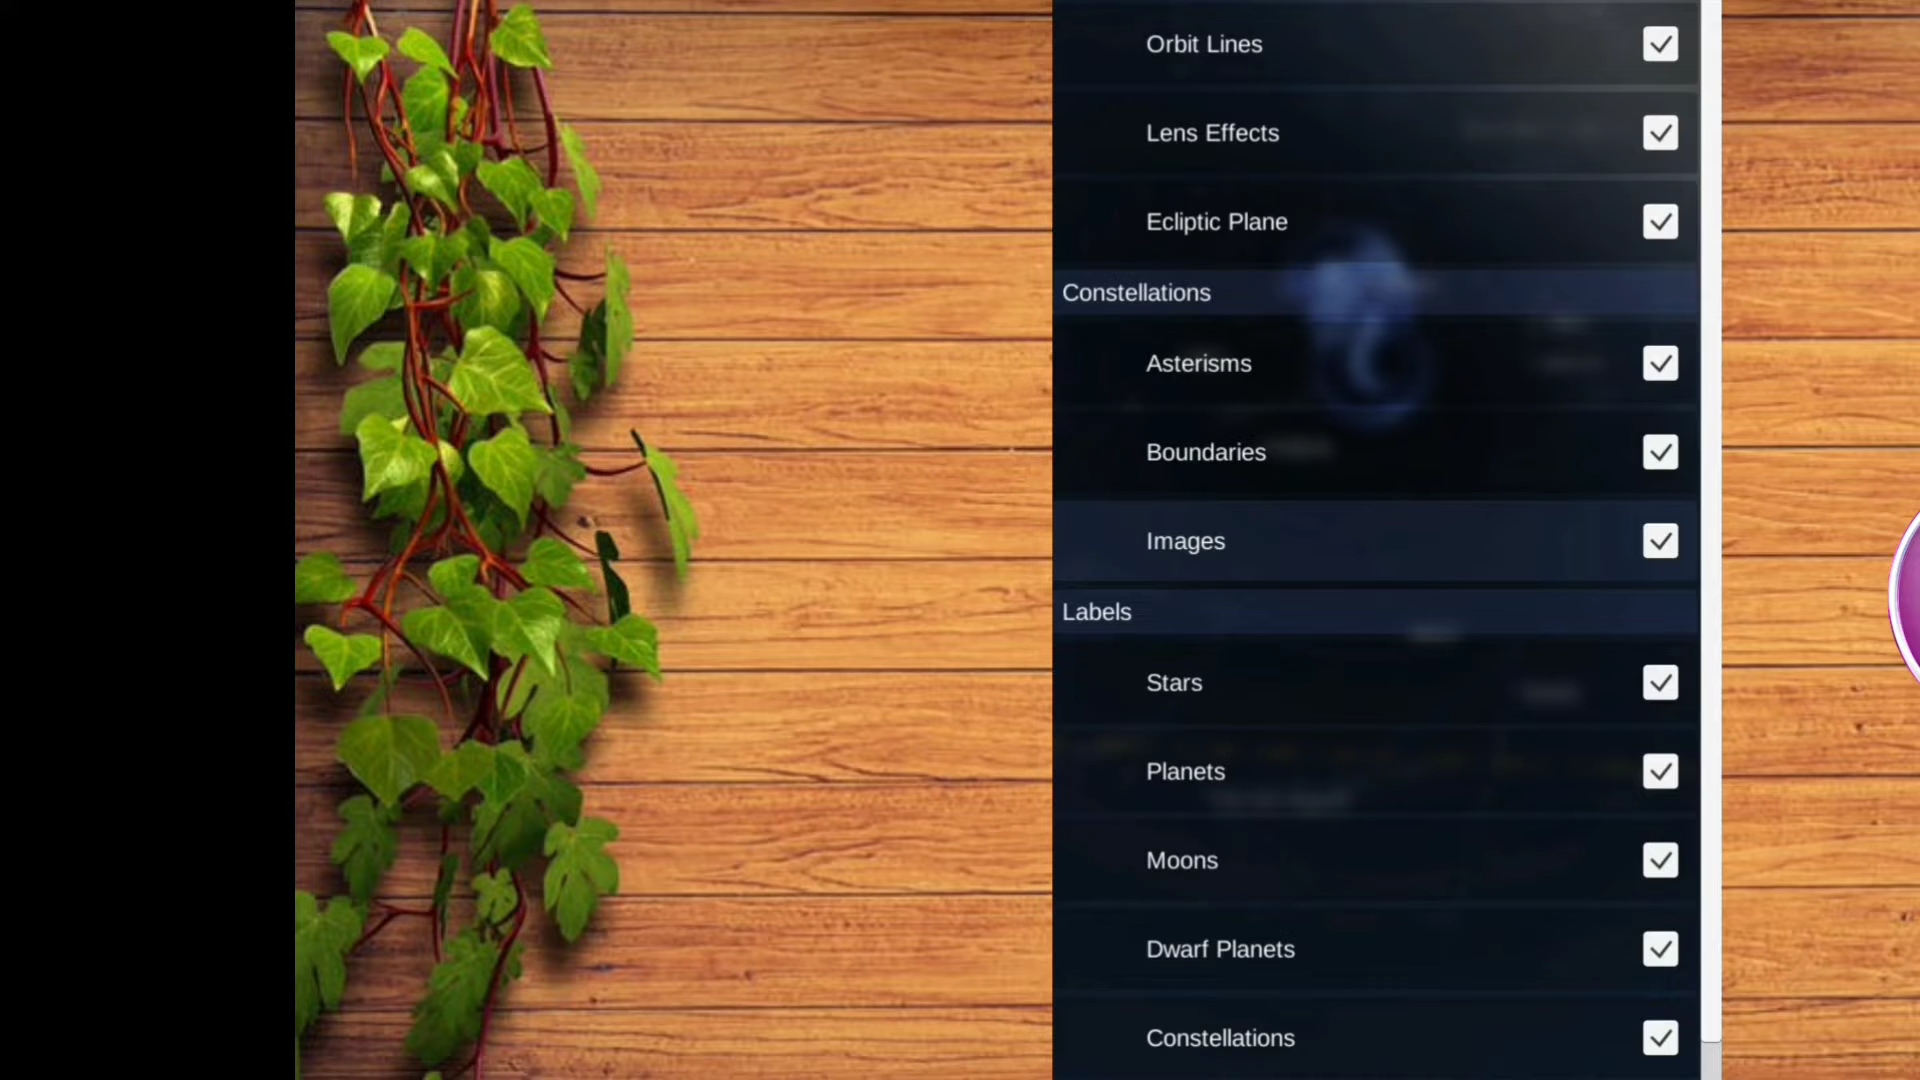 Orbit Lines
Lens Effects
Ecliptic Plane
Constellations
Asterisms
Boundaries
Images
Labels
Stars
Planets
Moons
Dwarf Planets
Constellations